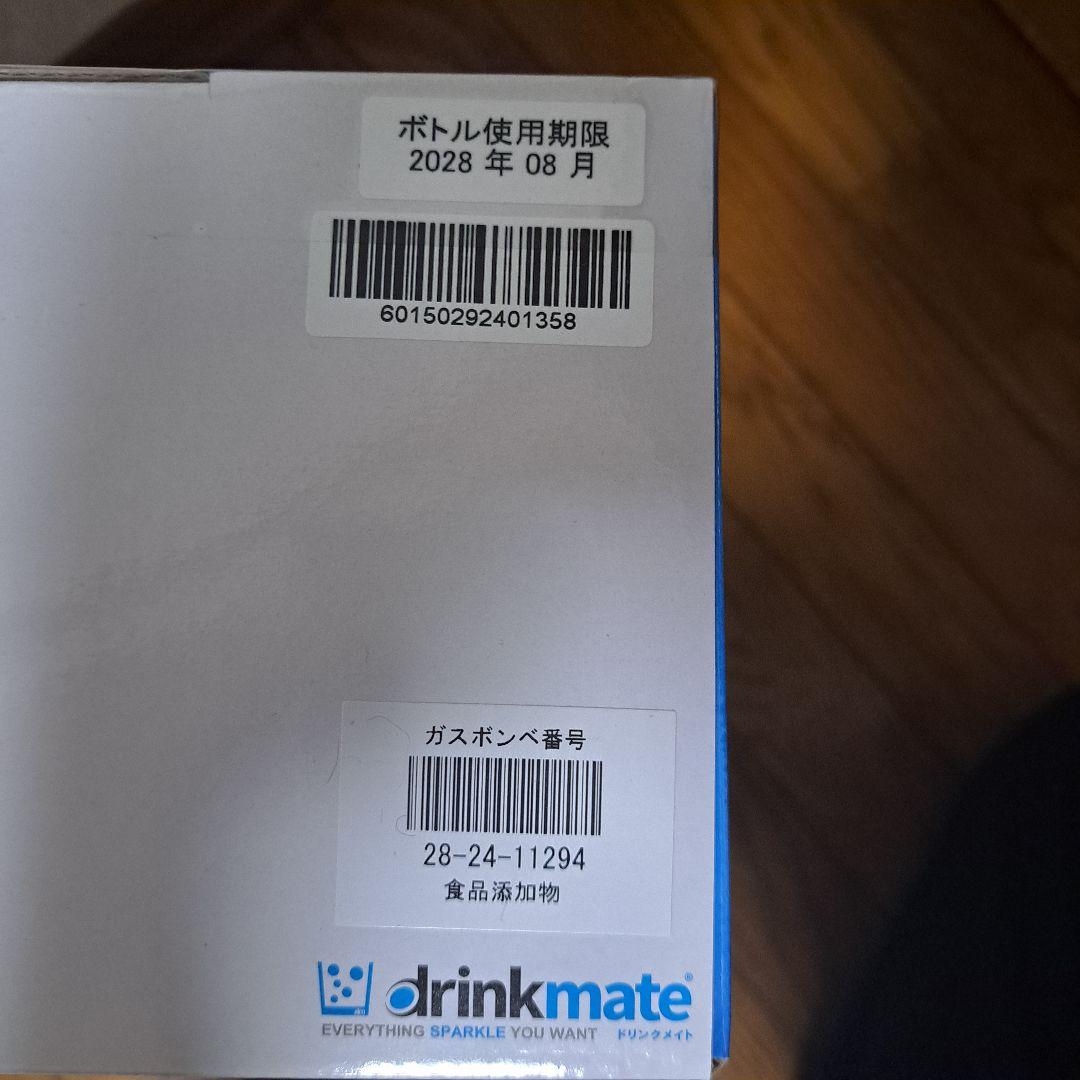 ボトル使用期限
2028 年 08 月
60150292401358
ガスボンベ番号
28-24-11294
食品添加物
drinkmate®
EVERYTHING SPARKLE YOU WANT ドリンクメイト